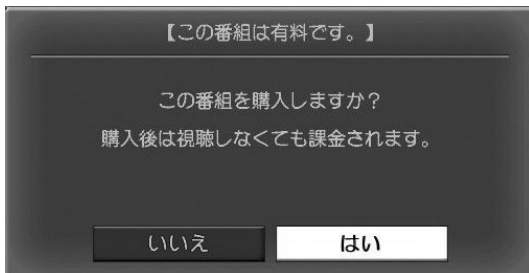 【この番組は有料です。】
この番組を購入しますか？
購入後は視聴しなくても課金されます。
いいえ はい